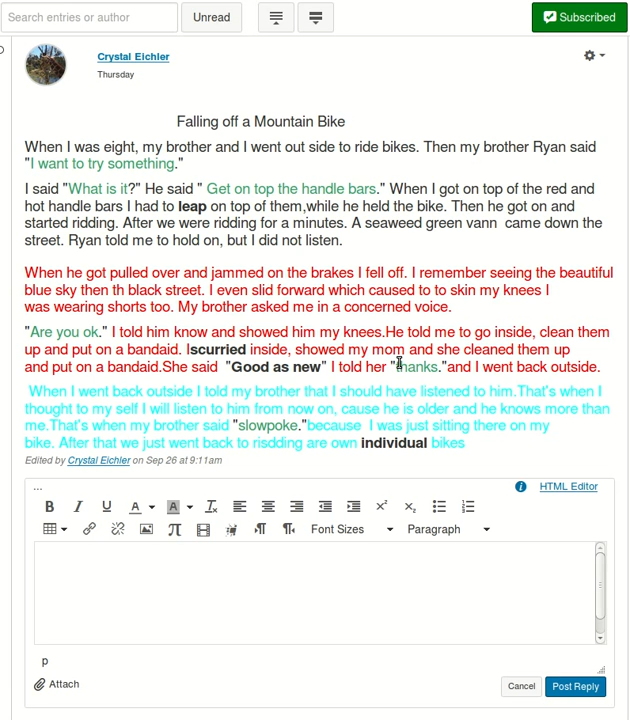 Search entries or author
Unread
Subscribed
Crystal Eichler
Thursday
Falling off a Mountain Bike
When I was eight, my brother and I went out side to ride bikes. Then my brother Ryan said
"I want to try something."
I said "What is it?" He said " Get on top the handle bars." When I got on top of the red and
hot handle bars I had to leap on top of them,while he held the bike. Then he got on and
started ridding. After we were ridding for a minutes. A seaweed green vann  came down the
street. Ryan told me to hold on, but I did not listen.
When he got pulled over and jammed on the brakes I fell off. I remember seeing the beautiful
blue sky then th black street. I even slid forward which caused to to skin my knees I
was wearing shorts too. My brother asked me in a concerned voice.
"Are you ok." I told him know and showed him my knees.He told me to go inside, clean them
up and put on a bandaid. Iscurried inside, showed my mom and she cleaned them up
and put on a bandaid.She said  "Good as new" I told her "thanks."and I went back outside.
When I went back outside I told my brother that I should have listened to him.That's when I
thought to my self I will listen to him from now on, cause he is older and he knows more than
me.That's when my brother said "slowpoke."because  I was just sitting there on my
bike. After that we just went back to risdding are own individual bikes
Edited by Crystal Eichler on Sep 26 at 9:11am
...
HTML Editor
B I U A A Tx x² x₂
π Font Sizes Paragraph
p
Attach
Cancel
Post Reply